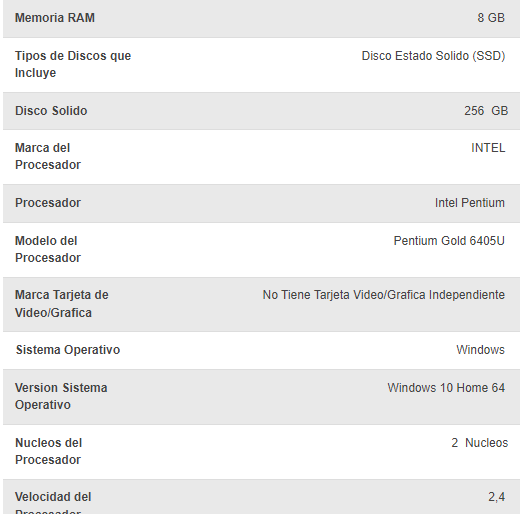 Memoria RAM 8 GB
Tipos de Discos que Disco Estado Solido (SSD)
Incluye
Disco Solido 256 GB
Marca del INTEL
Procesador
Procesador Intel Pentium
Modelo del Pentium Gold 6405U
Procesador
Marca Tarjeta de No Tiene Tarjeta Video/Grafica Independiente
Video/Grafica
Sistema Operativo Windows
Version Sistema Windows 10 Home 64
Operativo
Nucleos del 2 Nucleos
Procesador
Velocidad del 2,4
Procesador